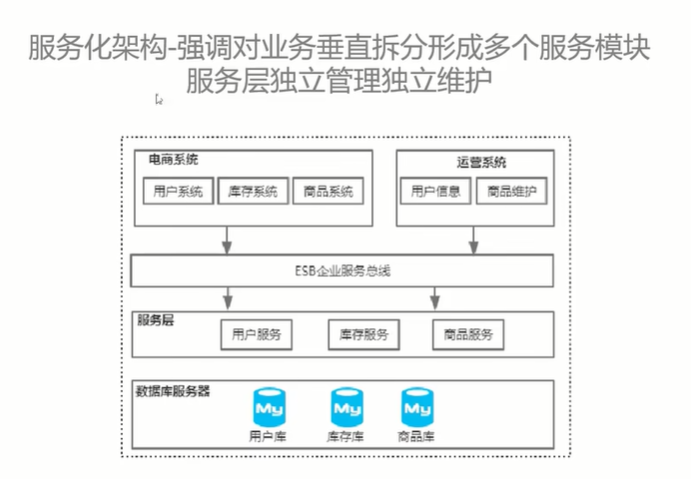 服务化架构-强调对业务垂直拆分形成多个服务模块
服务层独立管理独立维护
电商系统
运营系统
用户系统
库存系统
商品系统
用户信息
商品维护
ESB企业服务总线
服务层
用户服务
库存服务
商品服务
数据库服务器
My
My
My
用户库
库存库
商品库